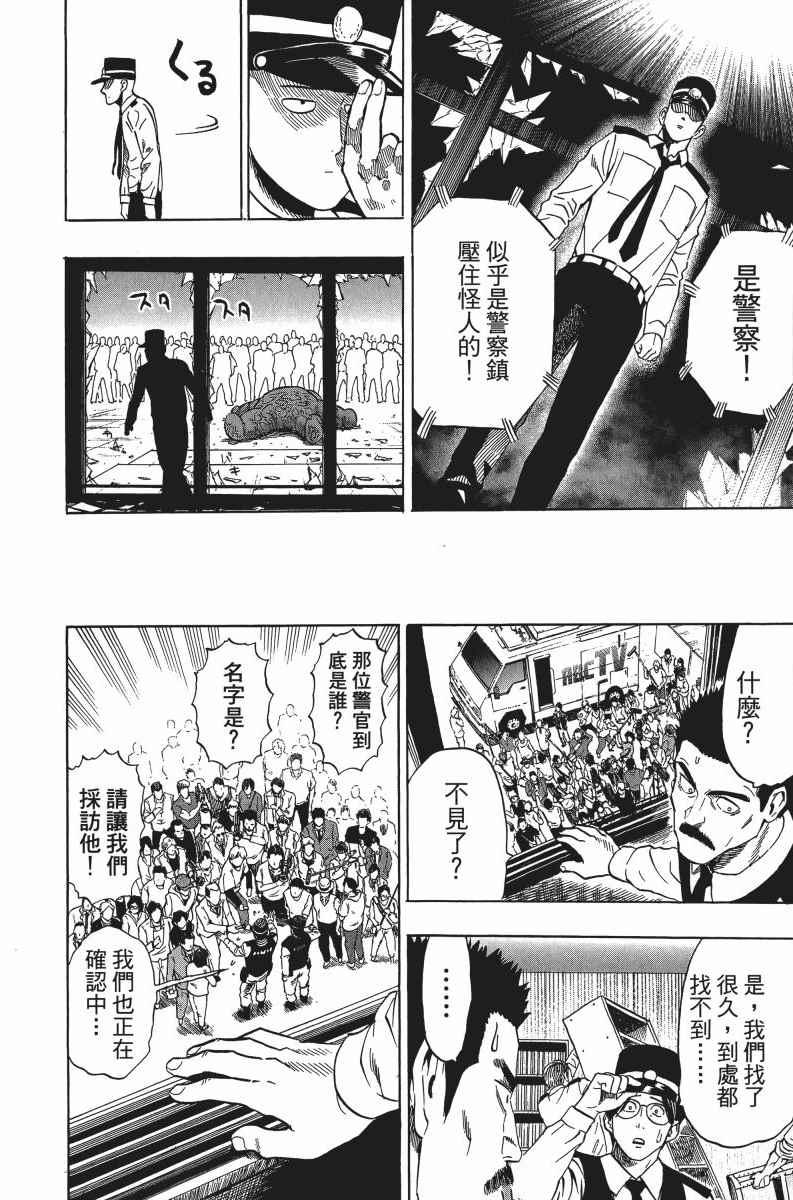 是警察！
似乎是警察鎮
壓住怪人的！
くる
スタ
スタ
什麼？
不見了？
ABCTV
是，我們找了
很久，到處都
找不到……
……
那位警官到
底是誰？
名字是？
請讓我們
採訪他！
我們也正在
確認中…